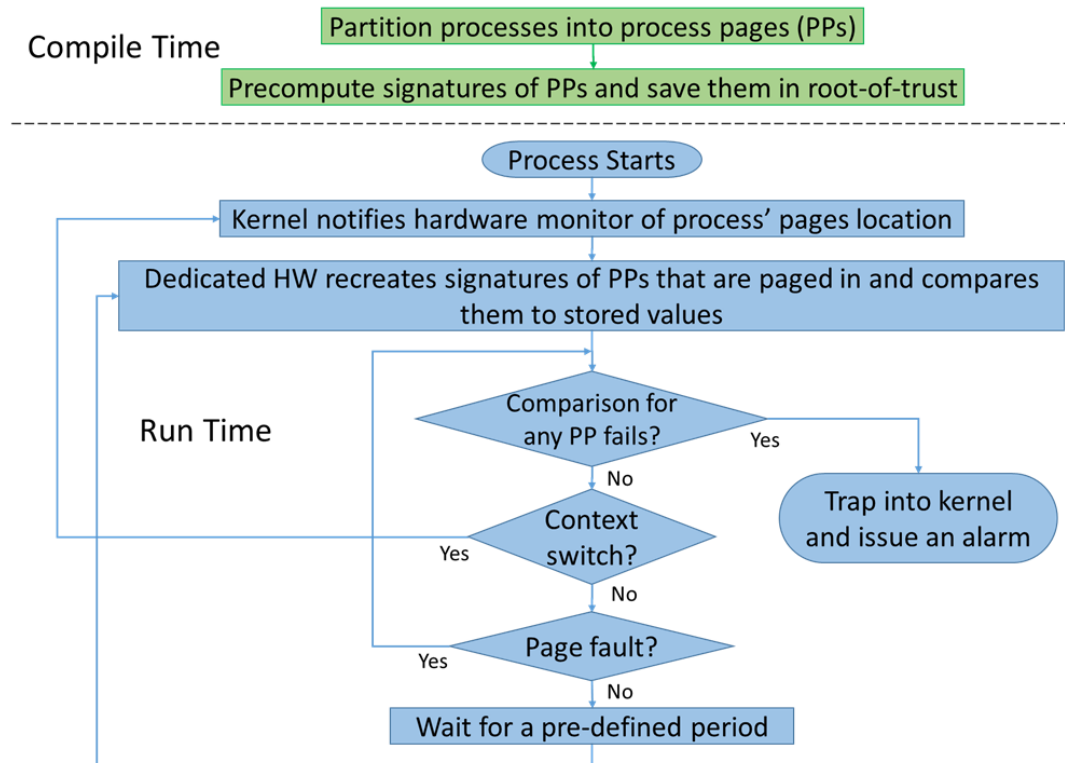 Compile Time
Partition processes into process pages (PPs)
Precompute signatures of PPs and save them in root-of-trust
Process Starts
Kernel notifies hardware monitor of process’ pages location
Dedicated HW recreates signatures of PPs that are paged in and compares
them to stored values
Run Time
Comparison for
any PP fails?
Yes
No
Trap into kernel
and issue an alarm
Context
switch?
Yes
No
Page fault?
Yes
No
Wait for a pre-defined period